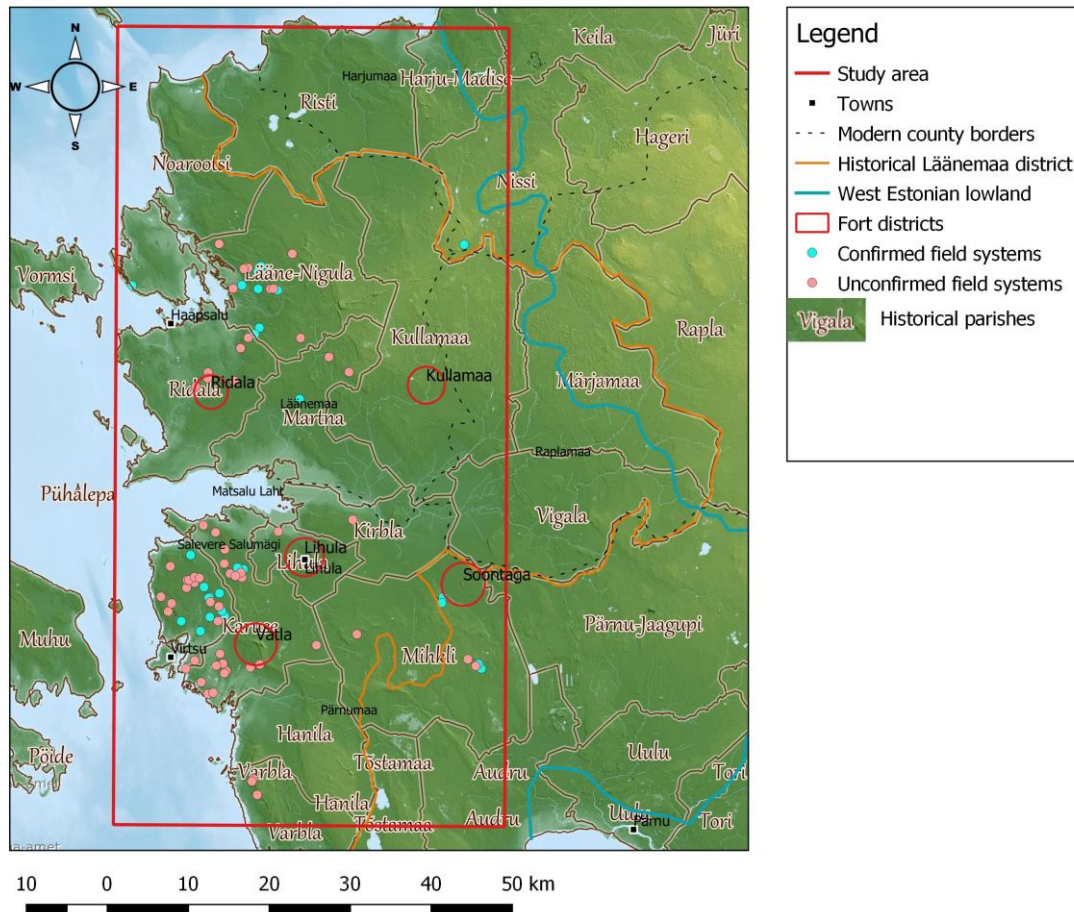 N
W
E
S
Keila
Jüri
Harjumaa
Harju-Madise
Risti
Hageri
Noarootsi
Nissi
Vormsi
Lääne-Nigula
Haapsalu
Kullamaa
Rapla
Ridala
Ridala
Kullamaa
Märjamaa
Läänemaa
Martna
Raplamaa
Pühalepa
Matsalu Laht
Kirbla
Vigala
Salevere Salumägi
Lihula
Lihula
Lihula
Soontaga
Muhu
Karuse
Vatla
Pärnu-Jaagupi
Virtsu
Mihkli
Pärnumaa
Hanila
Pöide
Varbla
Tõstamaa
Audru
Uulu
Tori
Hanila
Varbla
Tõstamaa
Audru
Uulu
Pärnu
Tori
a-amet
10 0 10 20 30 40 50 km
Legend
Study area
Towns
Modern county borders
Historical Läänemaa district
West Estonian lowland
Fort districts
Confirmed field systems
Unconfirmed field systems
Vigala
Historical parishes